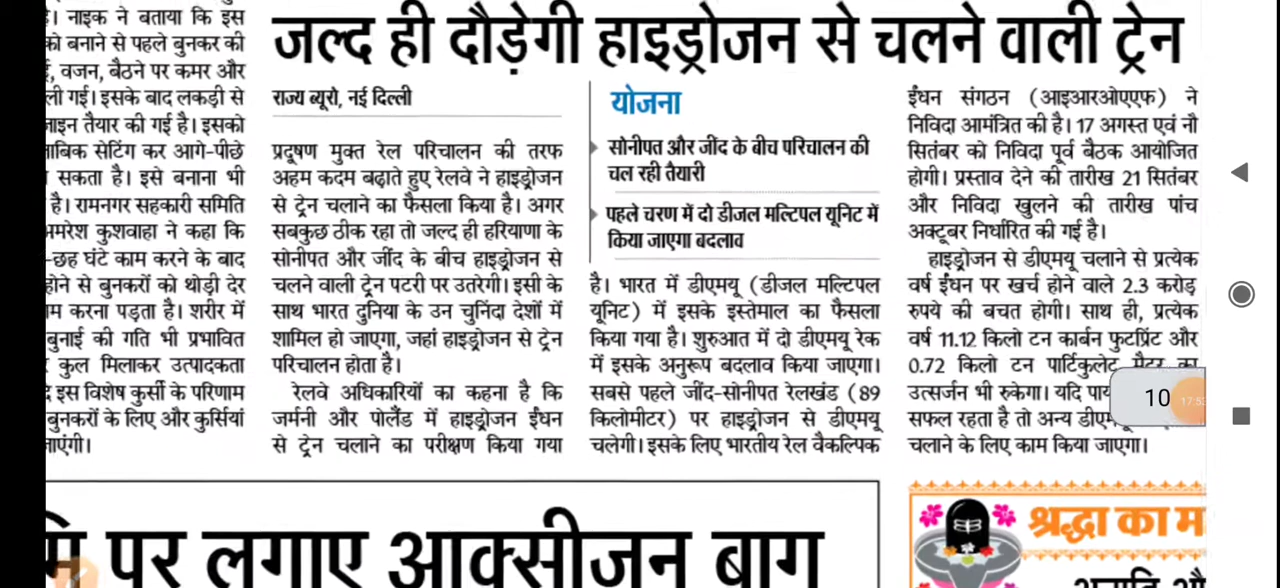 है। नाइक ने बताया कि इस
को बनाने से पहले बुनकर की
वजन, बैठने पर कमर और
ली गई। इसके बाद लकड़ी से
तैयार की गई है। इसको
सेटिंग कर आगे-पीछे
सकता है। इसे बनाना भी
है। रामनगर सहकारी समिति
कुशवाहा ने कहा कि
-छह घंटे काम करने के बाद
होने से बुनकरों को थोड़ी देर
करना पड़ता है। शरीर में
बुनाई की गति भी प्रभावित
कुल मिलाकर उत्पादकता
इस विशेष कुर्सी के परिणाम
बुनकरों के लिए और कुर्सियां
जाएंगी।
जल्द ही दौड़ेगी हाइड्रोजन से चलने वाली ट्रेन
राज्य ब्यूरो, नई दिल्ली
प्रदूषण मुक्त रेल परिचालन की तरफ
अहम कदम बढ़ाते हुए रेलवे ने हाइड्रोजन
से ट्रेन चलाने का फैसला किया है। अगर
सबकुछ ठीक रहा तो जल्द ही हरियाणा के
सोनीपत और जींद के बीच हाइड्रोजन से
चलने वाली ट्रेन पटरी पर उतरेगी। इसी के
साथ भारत दुनिया के उन चुनिंदा देशों में
शामिल हो जाएगा, जहां हाइड्रोजन से ट्रेन
परिचालन होता है।
रेलवे अधिकारियों का कहना है कि
जर्मनी और पोलैंड में हाइड्रोजन ईंधन
से ट्रेन चलाने का परीक्षण किया गया
योजना
सोनीपत और जींद के बीच परिचालन की
चल रही तैयारी
पहले चरण में दो डीजल मल्टिपल यूनिट में
किया जाएगा बदलाव
है। भारत में डीएमयू (डीजल मल्टिपल
यूनिट) में इसके इस्तेमाल का फैसला
किया गया है। शुरुआत में दो डीएमयू रेक
में इसके अनुरूप बदलाव किया जाएगा।
सबसे पहले जींद-सोनीपत रेलखंड (89
किलोमीटर) पर हाइड्रोजन से डीएमयू
चलेगी। इसके लिए भारतीय रेल वैकल्पिक
ईंधन संगठन (आइआरओएएफ) ने
निविदा आमंत्रित की है। 17 अगस्त एवं नौ
सितंबर को निविदा पूर्व बैठक आयोजित
होगी। प्रस्ताव देने की तारीख 21 सितंबर
और निविदा खुलने की तारीख पांच
अक्टूबर निर्धारित की गई है।
हाइड्रोजन से डीएमयू चलाने से प्रत्येक
वर्ष ईंधन पर खर्च होने वाले 2.3 करोड़
रुपये की बचत होगी। साथ ही, प्रत्येक
वर्ष 11.12 किलो टन कार्बन फुटप्रिंट और
0.72 किलो टन पार्टिकुलेट मैटर का
उत्सर्जन भी रुकेगा। यदि
सफल रहता है तो अन्य
चलाने के लिए काम किया जाएगा।
10
17:53
पर लगाए आक्सीजन बाग
श्रद्धा का